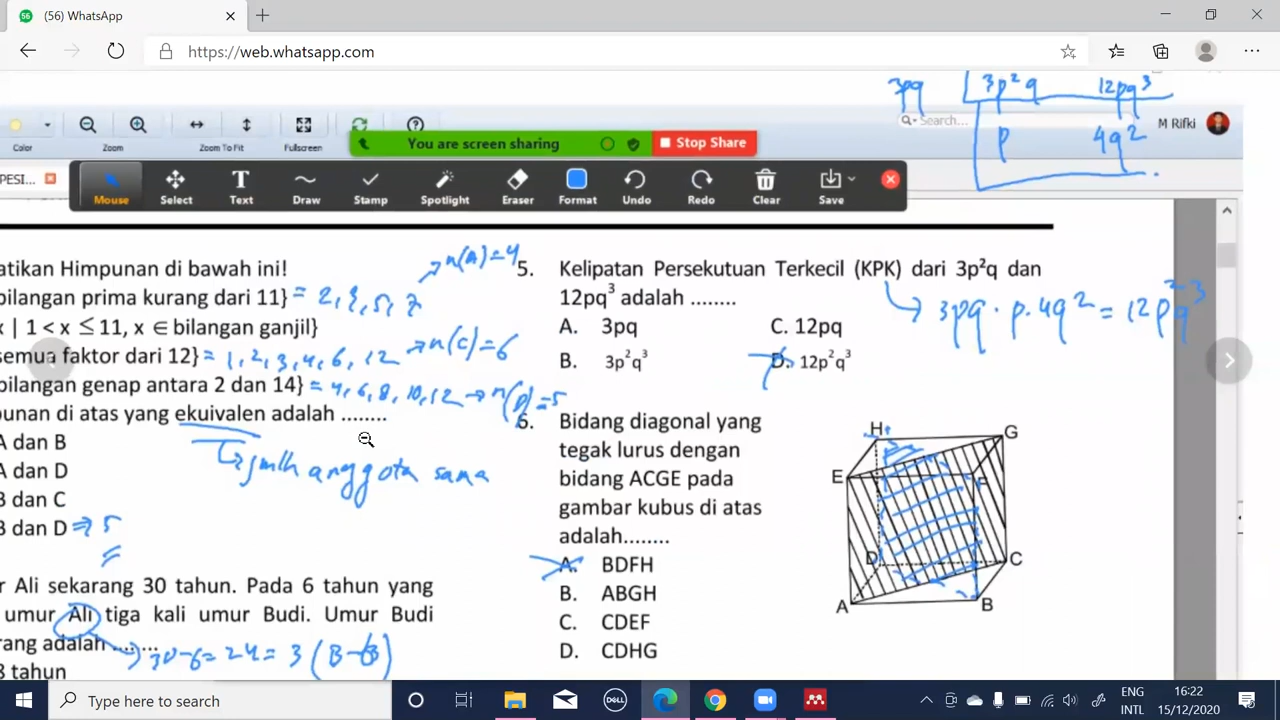 (56) WhatsApp
https://web.whatsapp.com
3pq 3p²q 12pq³
p 4q²
Color Zoom Zoom To Fit Fullscreen
Search...
M Rifki
You are screen sharing
Stop Share
PESI...
Mouse Select Text Draw Stamp Spotlight Eraser Format Undo Redo Clear Save
atikan Himpunan di bawah ini!
n(A)=4
bilangan prima kurang dari 11} = 2, 3, 5, 7
x | 1 < x ≤ 11, x ∈ bilangan ganjil}
semua faktor dari 12} = 1, 2, 3, 4, 6, 12 → n(C)=6
bilangan genap antara 2 dan 14} = 4, 6, 8, 10, 12 → n(D)=5
punan di atas yang ekuivalen adalah ........
A dan B
A dan D
B dan C
B dan D ⇒ 5
jmlh anggota sama
r Ali sekarang 30 tahun. Pada 6 tahun yang
umur Ali tiga kali umur Budi. Umur Budi
rang adalah ........
30-6=24=3(B-6)
8 tahun
5. Kelipatan Persekutuan Terkecil (KPK) dari 3p²q dan
12pq³ adalah ........
3pq · p · 4q² = 12p²q³
A. 3pq
C. 12pq
B. 3p²q³
D. 12p²q³
6. Bidang diagonal yang
tegak lurus dengan
bidang ACGE pada
gambar kubus di atas
adalah........
A. BDFH
B. ABGH
C. CDEF
D. CDHG
H G
E F
D C
A B
Type here to search
DELL
ENG
INTL
16:22
15/12/2020